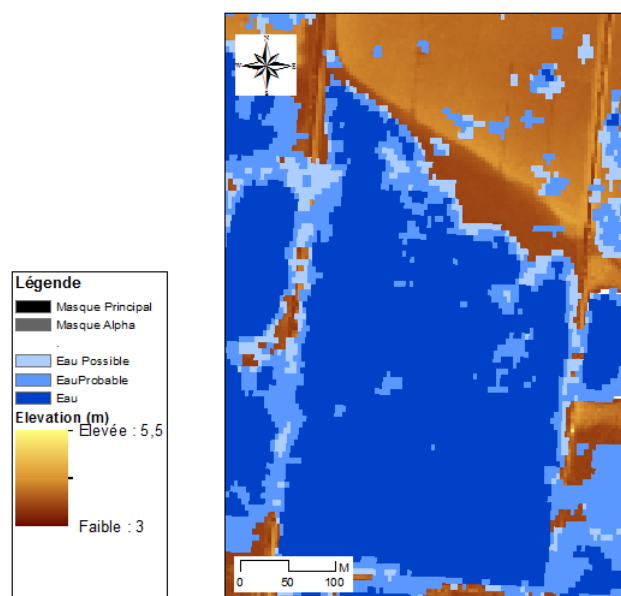 Légende
Masque Principal
Masque Alpha
.
Eau Possible
EauProbable
Eau
Elevation (m)
Elevée : 5,5
Faible : 3
N
W
E
0 50 100 M